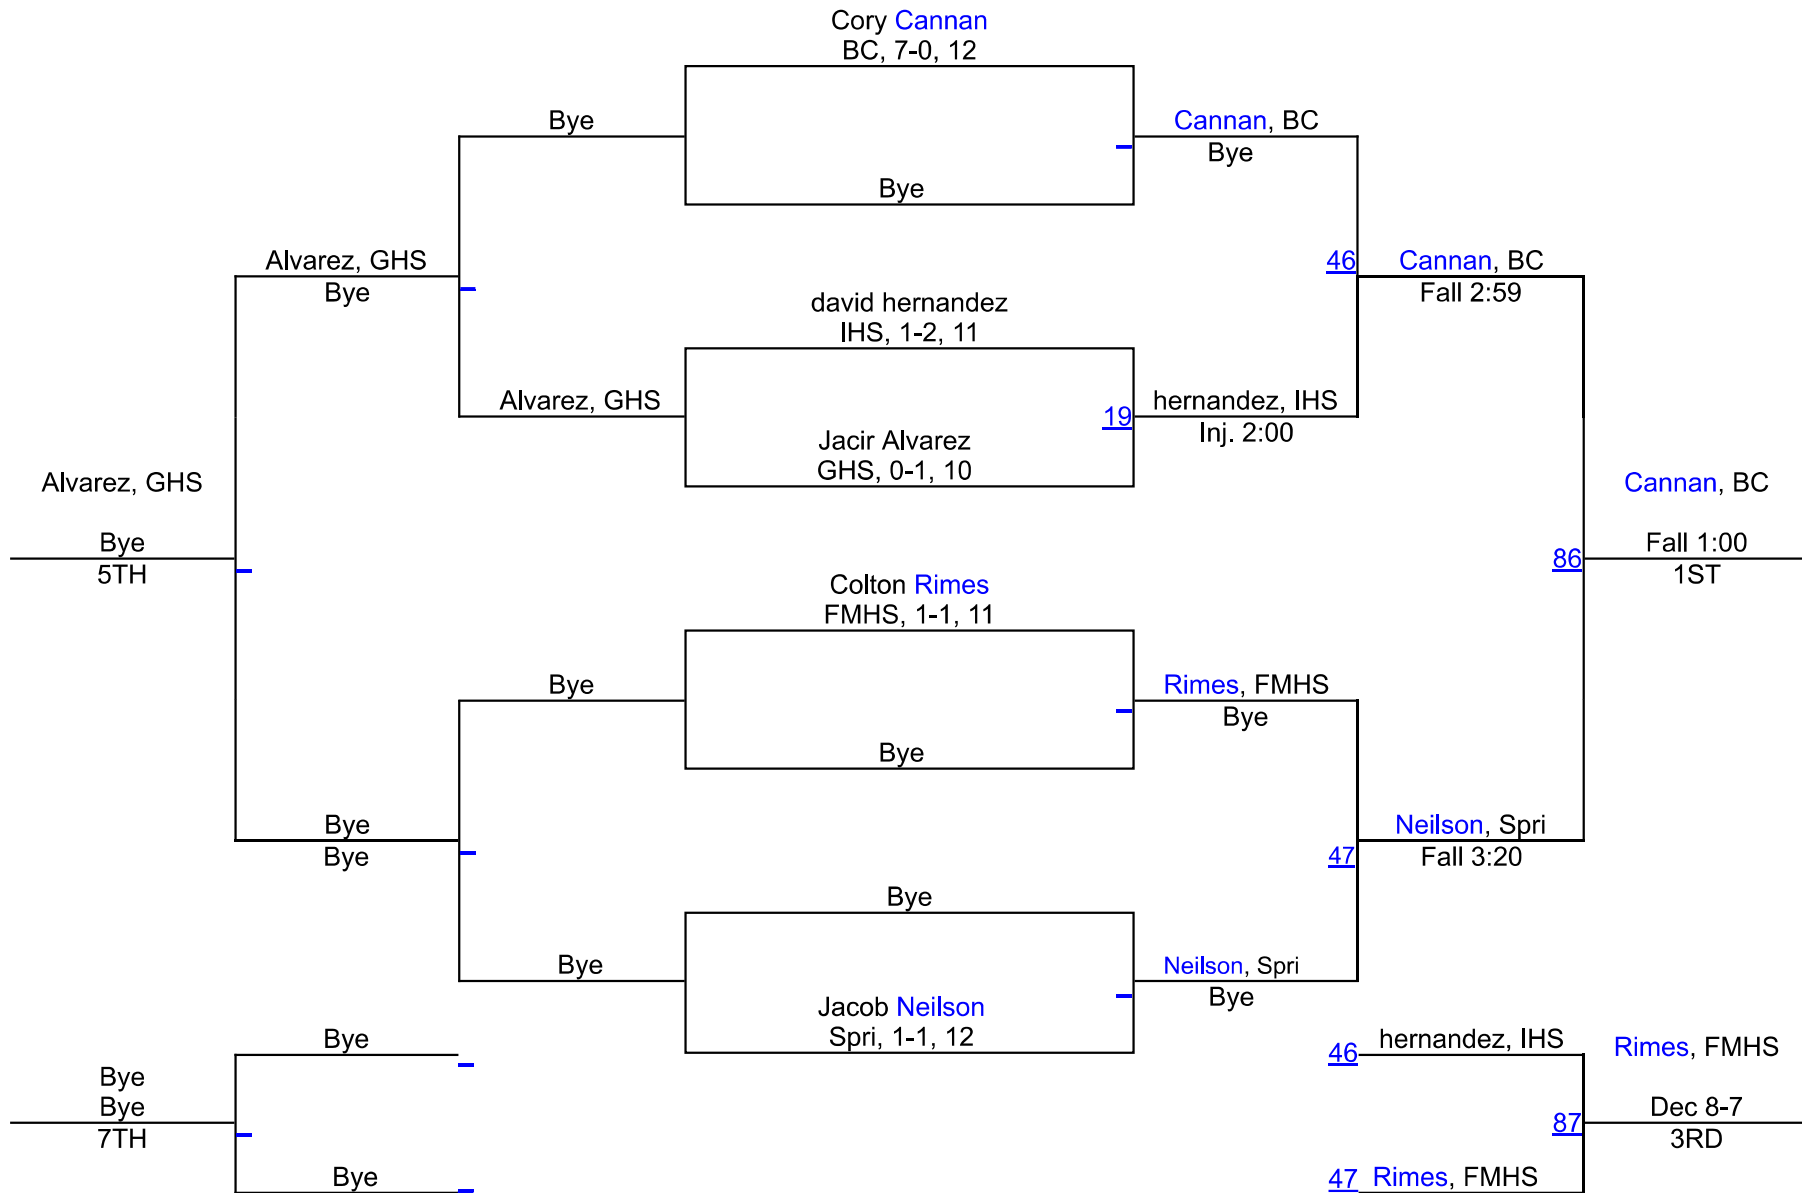 Cory Cannan
BC, 7-0, 12
Bye
Cannan, BC
Bye
Bye
Alvarez, GHS
Bye
46
Cannan, BC
Fall 2:59
david hernandez
IHS, 1-2, 11
Alvarez, GHS
19
hernandez, IHS
Inj. 2:00
Jacir Alvarez
GHS, 0-1, 10
Alvarez, GHS
Bye
5TH
Cannan, BC
86
Fall 1:00
1ST
Colton Rimes
FMHS, 1-1, 11
Bye
Rimes, FMHS
Bye
Bye
Bye
Bye
47
Neilson, Spri
Fall 3:20
Bye
Bye
Neilson, Spri
Bye
Jacob Neilson
Spri, 1-1, 12
Bye
Bye
Bye
7TH
Bye
46
hernandez, IHS
Rimes, FMHS
87
Dec 8-7
3RD
47
Rimes, FMHS